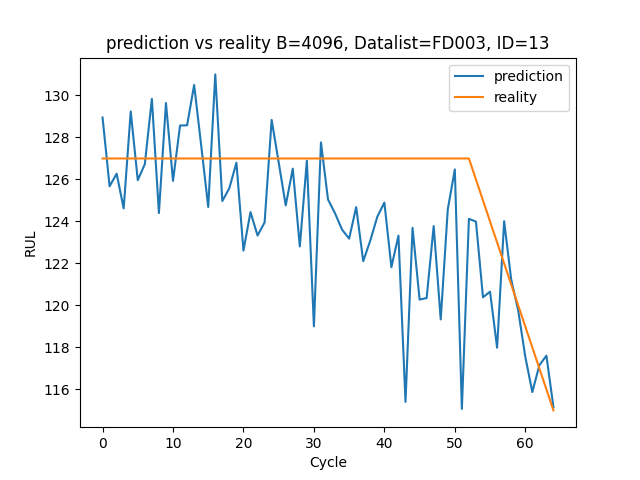 prediction vs reality B=4096, Datalist=FD003, ID=13
prediction
reality
RUL
130
128
126
124
122
120
118
116
0 10 20 30 40 50 60
Cycle